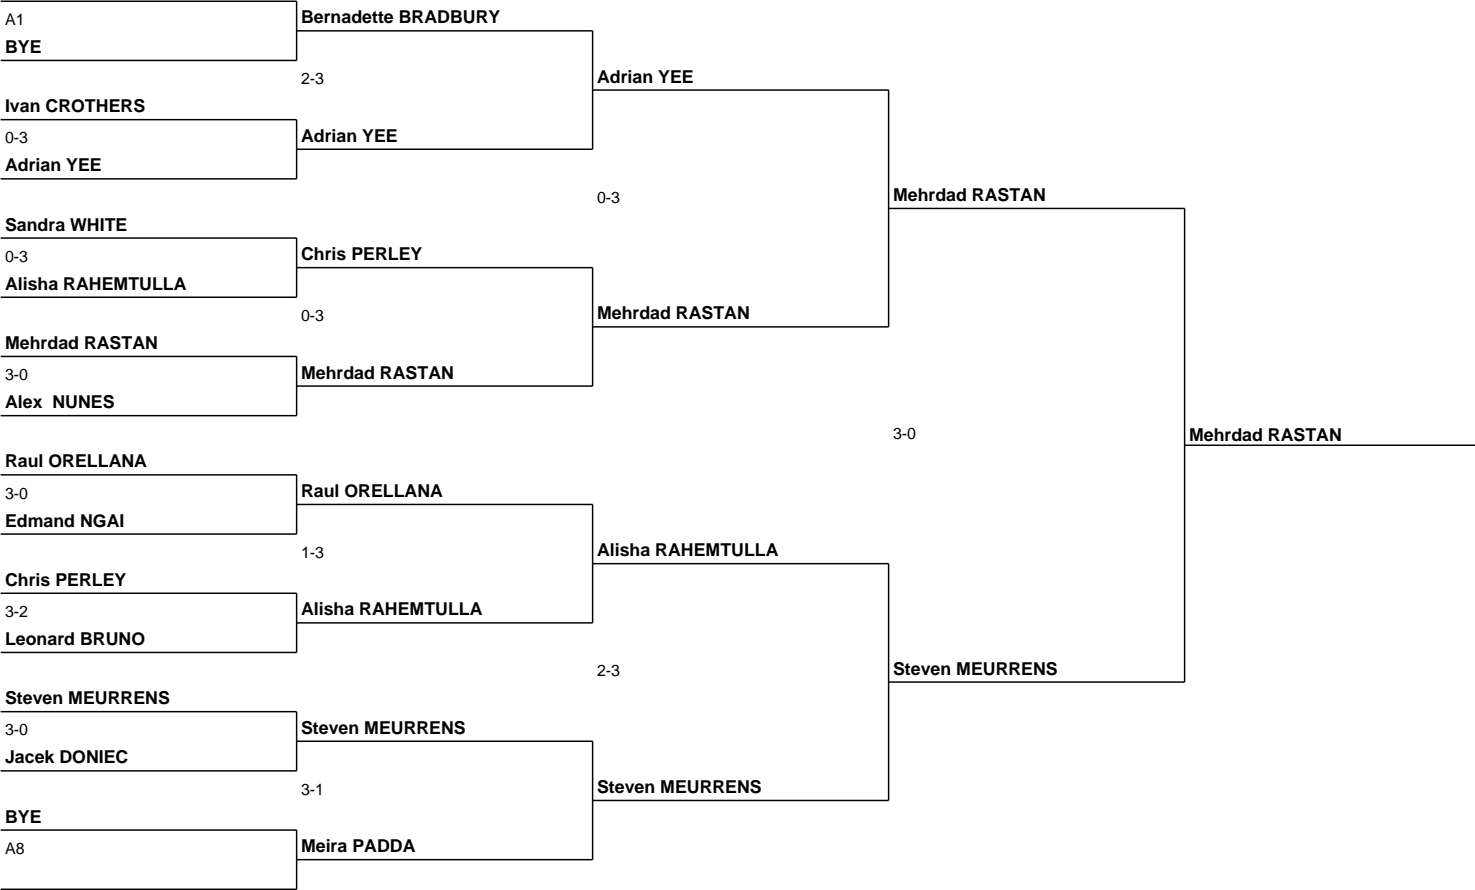 A1
BYE
Ivan CROTHERS
0-3
Adrian YEE
Sandra WHITE
0-3
Alisha RAHEMTULLA
Mehrdad RASTAN
3-0
Alex  NUNES
Raul ORELLANA
3-0
Edmand NGAI
Chris PERLEY
3-2
Leonard BRUNO
Steven MEURRENS
3-0
Jacek DONIEC
BYE
A8
Bernadette BRADBURY
2-3
Adrian YEE
Chris PERLEY
0-3
Mehrdad RASTAN
Raul ORELLANA
1-3
Alisha RAHEMTULLA
Steven MEURRENS
3-1
Meira PADDA
Adrian YEE
0-3
Mehrdad RASTAN
Alisha RAHEMTULLA
2-3
Steven MEURRENS
Mehrdad RASTAN
3-0
Steven MEURRENS
Mehrdad RASTAN